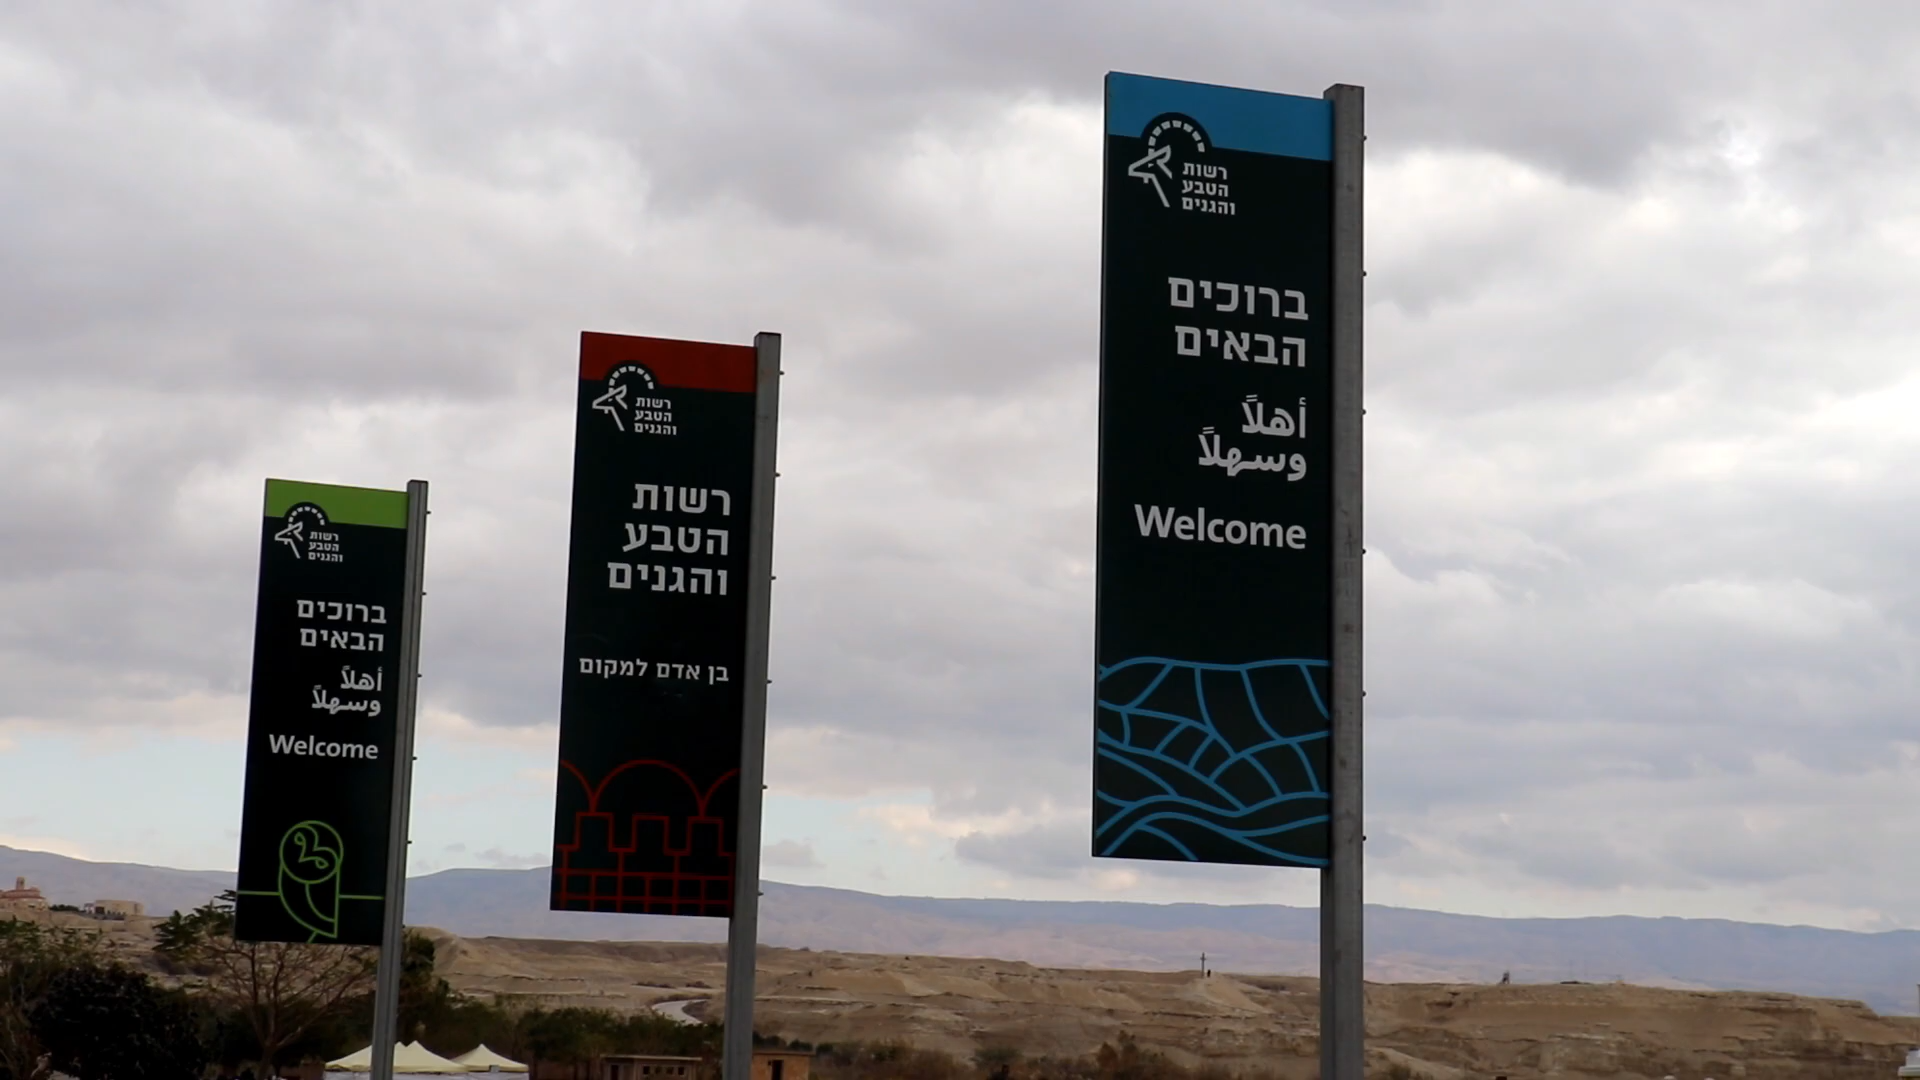 רשות
הטבע
והגנים
ברוכים
הבאים
أهلاً
وسهلاً
Welcome
רשות
הטבע
והגנים
רשות
הטבע
והגנים
בן אדם למקום
רשות
הטבע
והגנים
ברוכים
הבאים
أهلاً
وسهلاً
Welcome